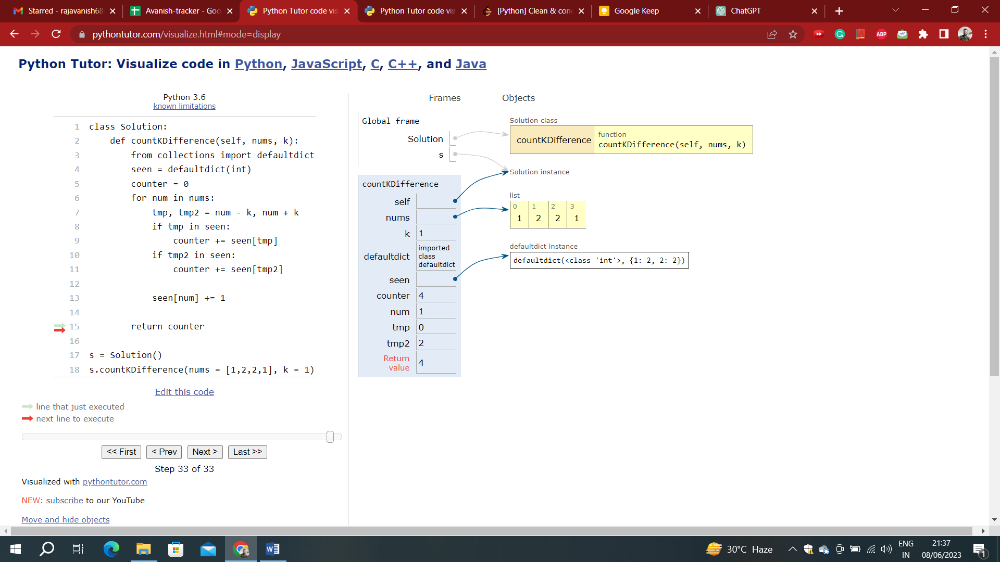 Starred - rajavanish68
Avanish-tracker - Goo
Python Tutor code vis
Python Tutor code vis
[Python] Clean & con
Google Keep
ChatGPT
pythontutor.com/visualize.html#mode=display
ABP
Python Tutor: Visualize code in Python, JavaScript, C, C++, and Java
Python 3.6
known limitations
1 class Solution:
2     def countKDifference(self, nums, k):
3         from collections import defaultdict
4         seen = defaultdict(int)
5         counter = 0
6         for num in nums:
7             tmp, tmp2 = num - k, num + k
8             if tmp in seen:
9                 counter += seen[tmp]
10             if tmp2 in seen:
11                 counter += seen[tmp2]
12
13             seen[num] += 1
14
15         return counter
16
17 s = Solution()
18 s.countKDifference(nums = [1,2,2,1], k = 1)
Edit this code
line that just executed
next line to execute
<< First < Prev Next > Last >>
Step 33 of 33
Visualized with pythontutor.com
NEW: subscribe to our YouTube
Move and hide objects
Frames Objects
Global frame
Solution
s
countKDifference
self
nums
k 1
defaultdict imported class defaultdict
seen
counter 4
num 1
tmp 0
tmp2 2
Return value 4
Solution class
countKDifference
function
countKDifference(self, nums, k)
Solution instance
list
0 1 2 3
1 2 2 1
defaultdict instance
defaultdict(<class 'int'>, {1: 2, 2: 2})
30°C Haze
ENG
IN
21:37
08/06/2023
1